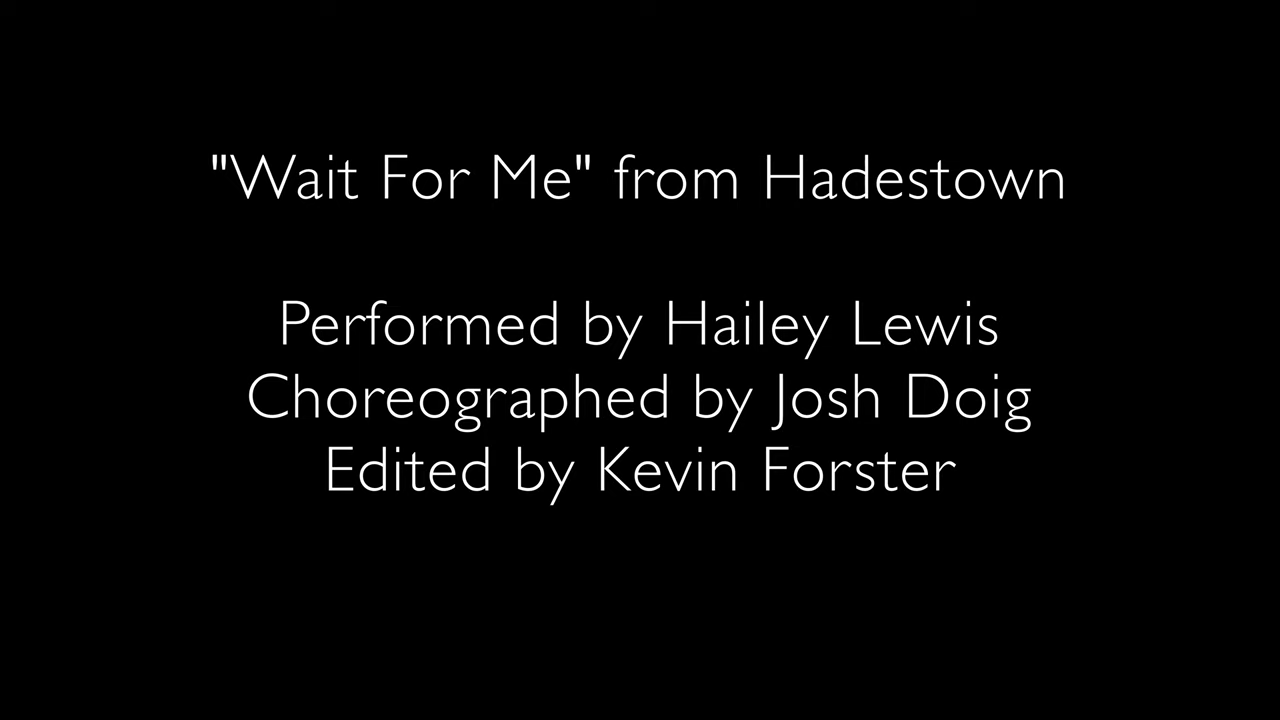 "Wait For Me" from Hadestown
Performed by Hailey Lewis
Choreographed by Josh Doig
Edited by Kevin Forster